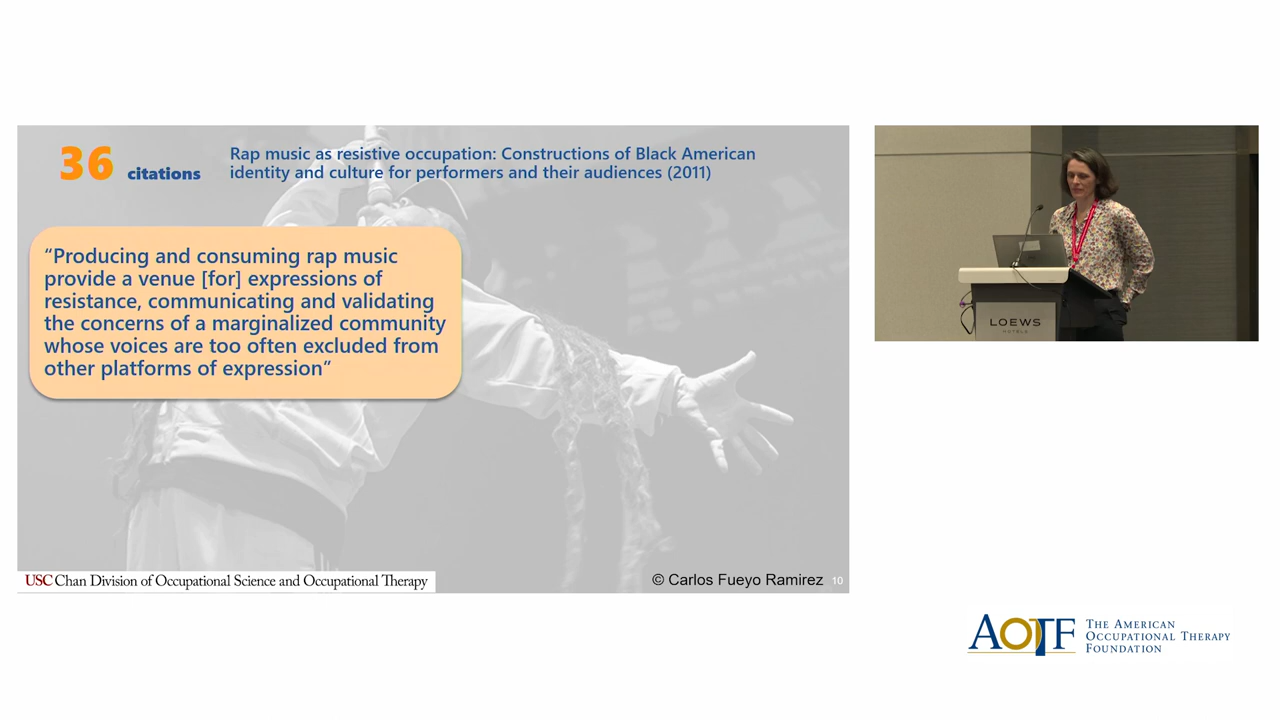 36 citations
Rap music as resistive occupation: Constructions of Black American
identity and culture for performers and their audiences (2011)
“Producing and consuming rap music
provide a venue [for] expressions of
resistance, communicating and validating
the concerns of a marginalized community
whose voices are too often excluded from
other platforms of expression”
USC Chan Division of Occupational Science and Occupational Therapy
© Carlos Fueyo Ramirez
10
LOEWS
HOTELS
AOTF
THE AMERICAN
OCCUPATIONAL THERAPY
FOUNDATION